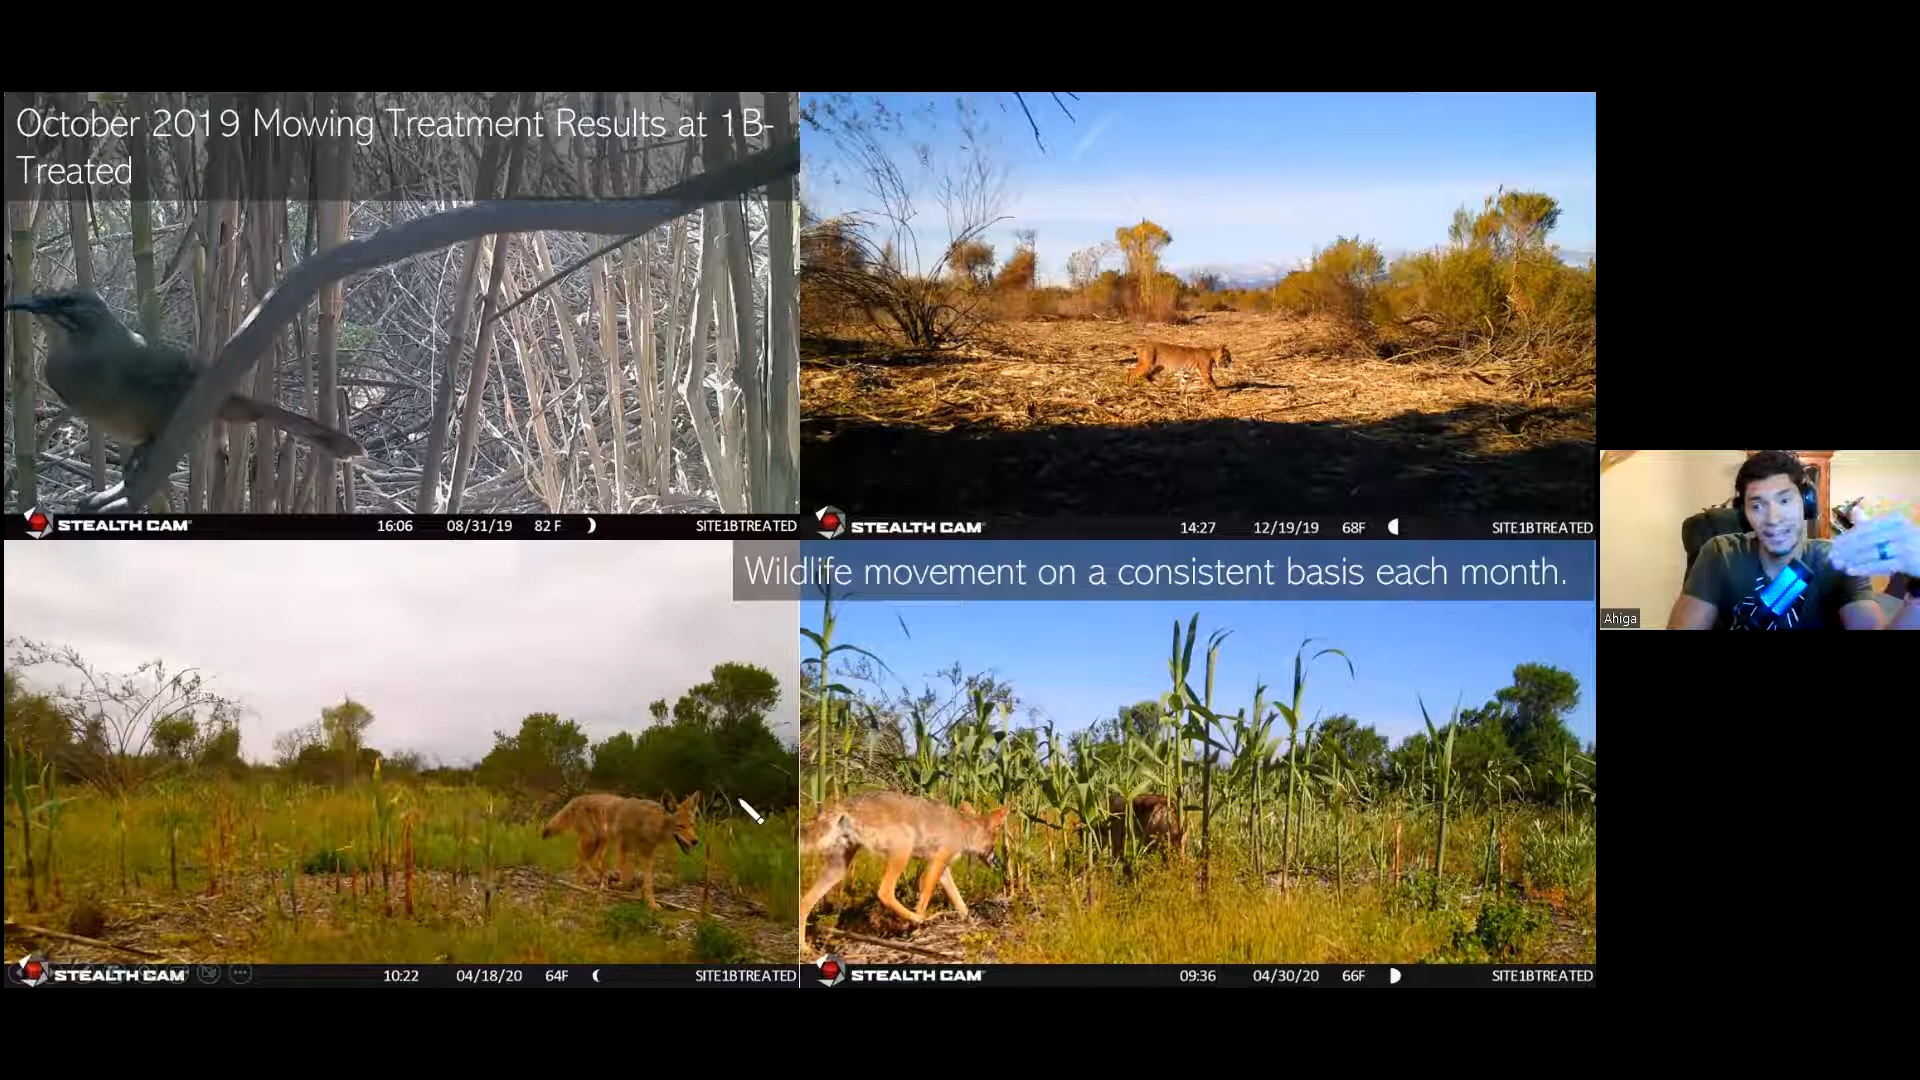 October 2019 Mowing Treatment Results at 1B-
Treated
STEALTH CAM 16:06 08/31/19 82 F SITE1BTREATED
STEALTH CAM 14:27 12/19/19 68F SITE1BTREATED
Wildlife movement on a consistent basis each month.
Ahiga
STEALTH CAM 10:22 04/18/20 64F SITE1BTREATED
STEALTH CAM 09:36 04/30/20 66F SITE1BTREATED